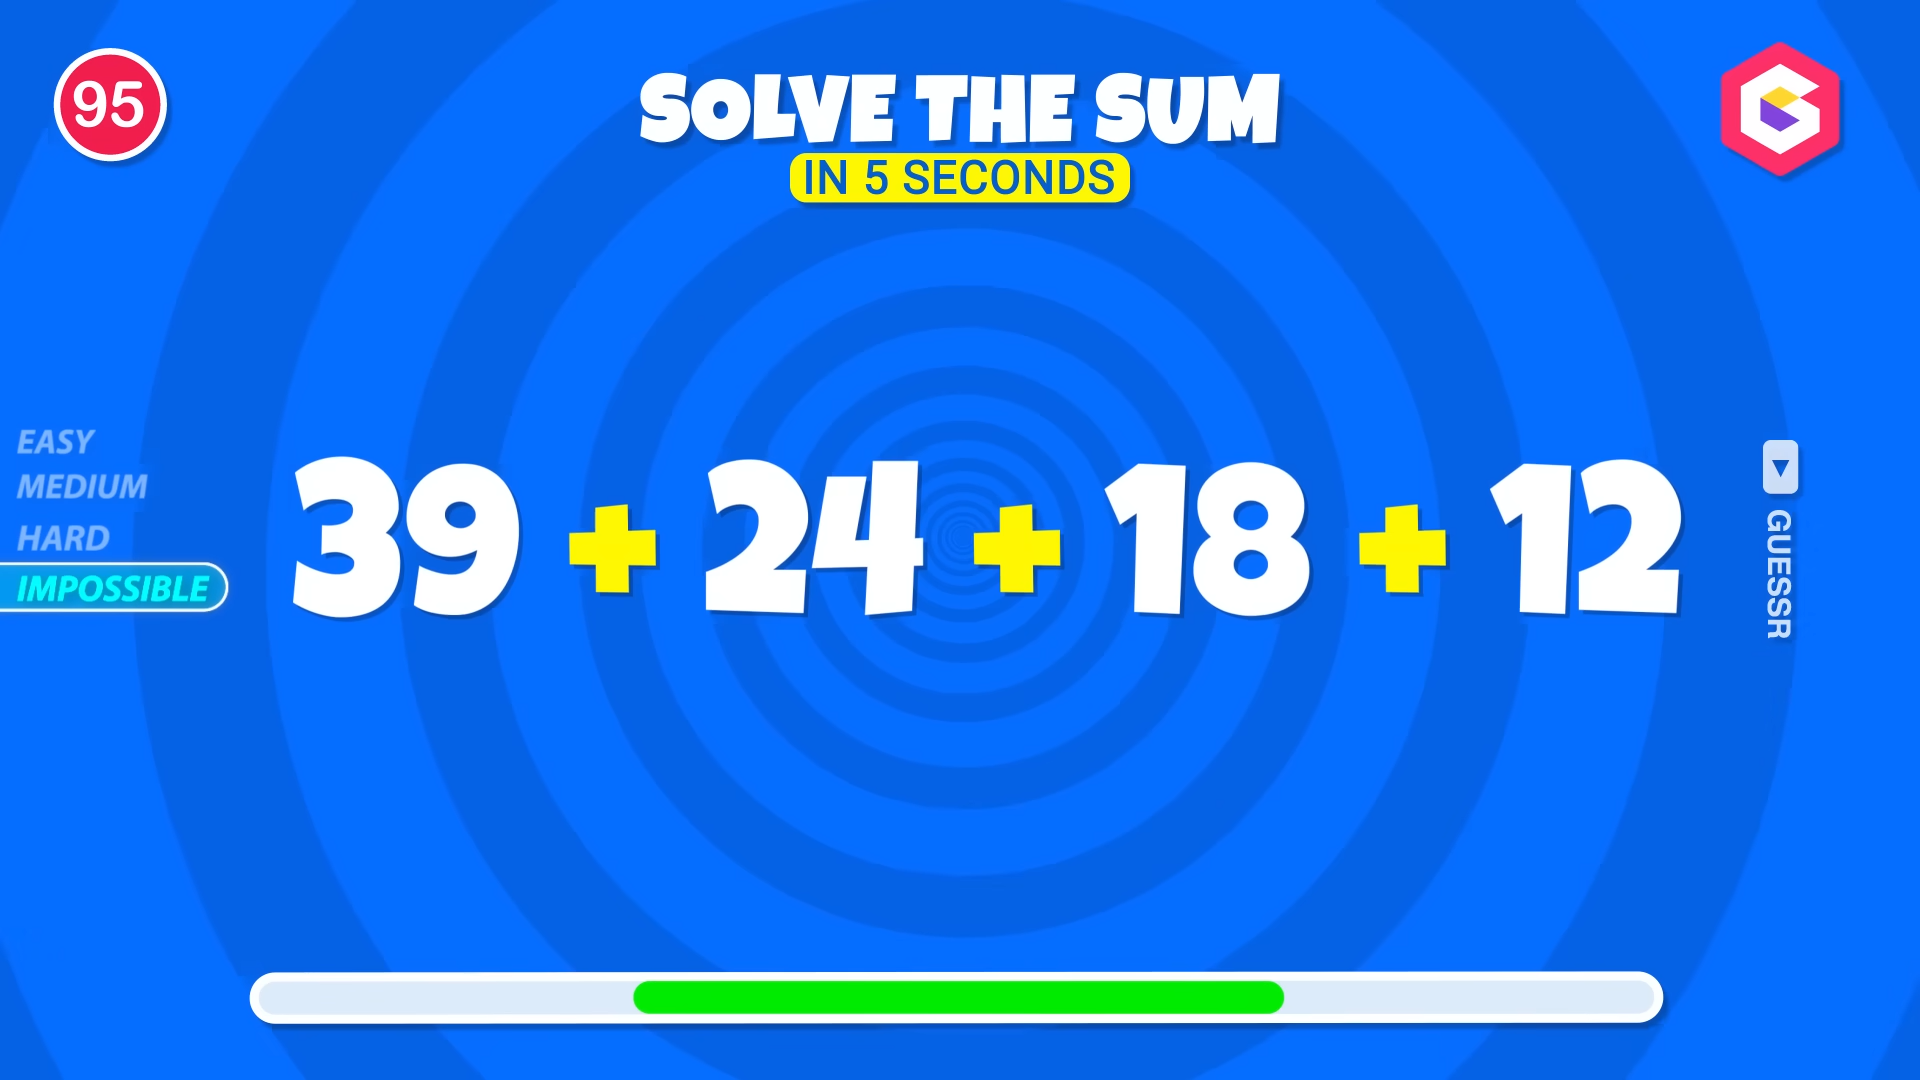 95
SOLVE THE SUM
IN 5 SECONDS
EASY
MEDIUM
HARD
IMPOSSIBLE
39 + 24 + 18 + 12
GUESSR